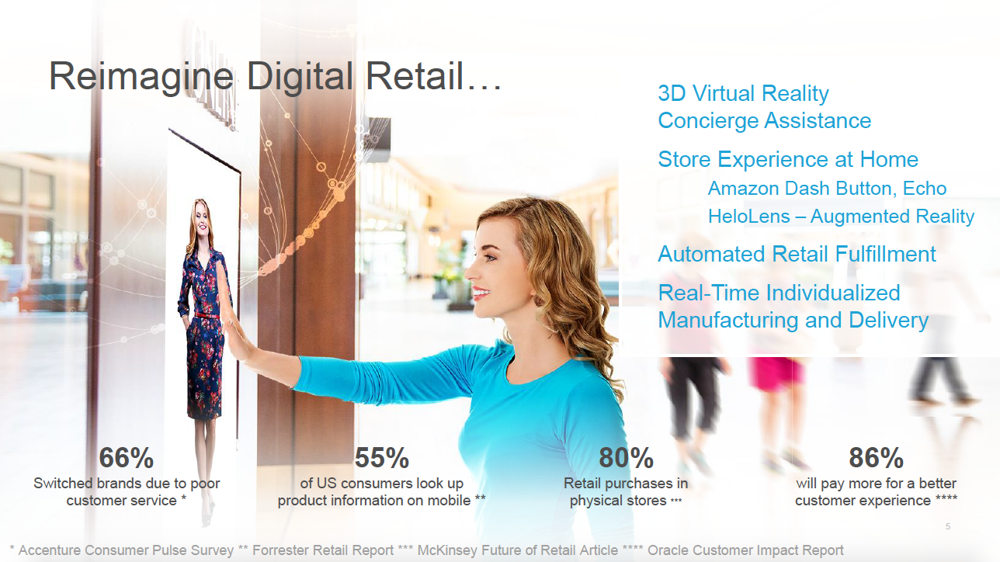 Reimagine Digital Retail…
3D Virtual Reality
Concierge Assistance
Store Experience at Home
Amazon Dash Button, Echo
HeloLens – Augmented Reality
Automated Retail Fulfillment
Real-Time Individualized
Manufacturing and Delivery
66%
Switched brands due to poor
customer service *
55%
of US consumers look up
product information on mobile **
80%
Retail purchases in
physical stores ***
86%
will pay more for a better
customer experience ****
5
* Accenture Consumer Pulse Survey ** Forrester Retail Report *** McKinsey Future of Retail Article **** Oracle Customer Impact Report